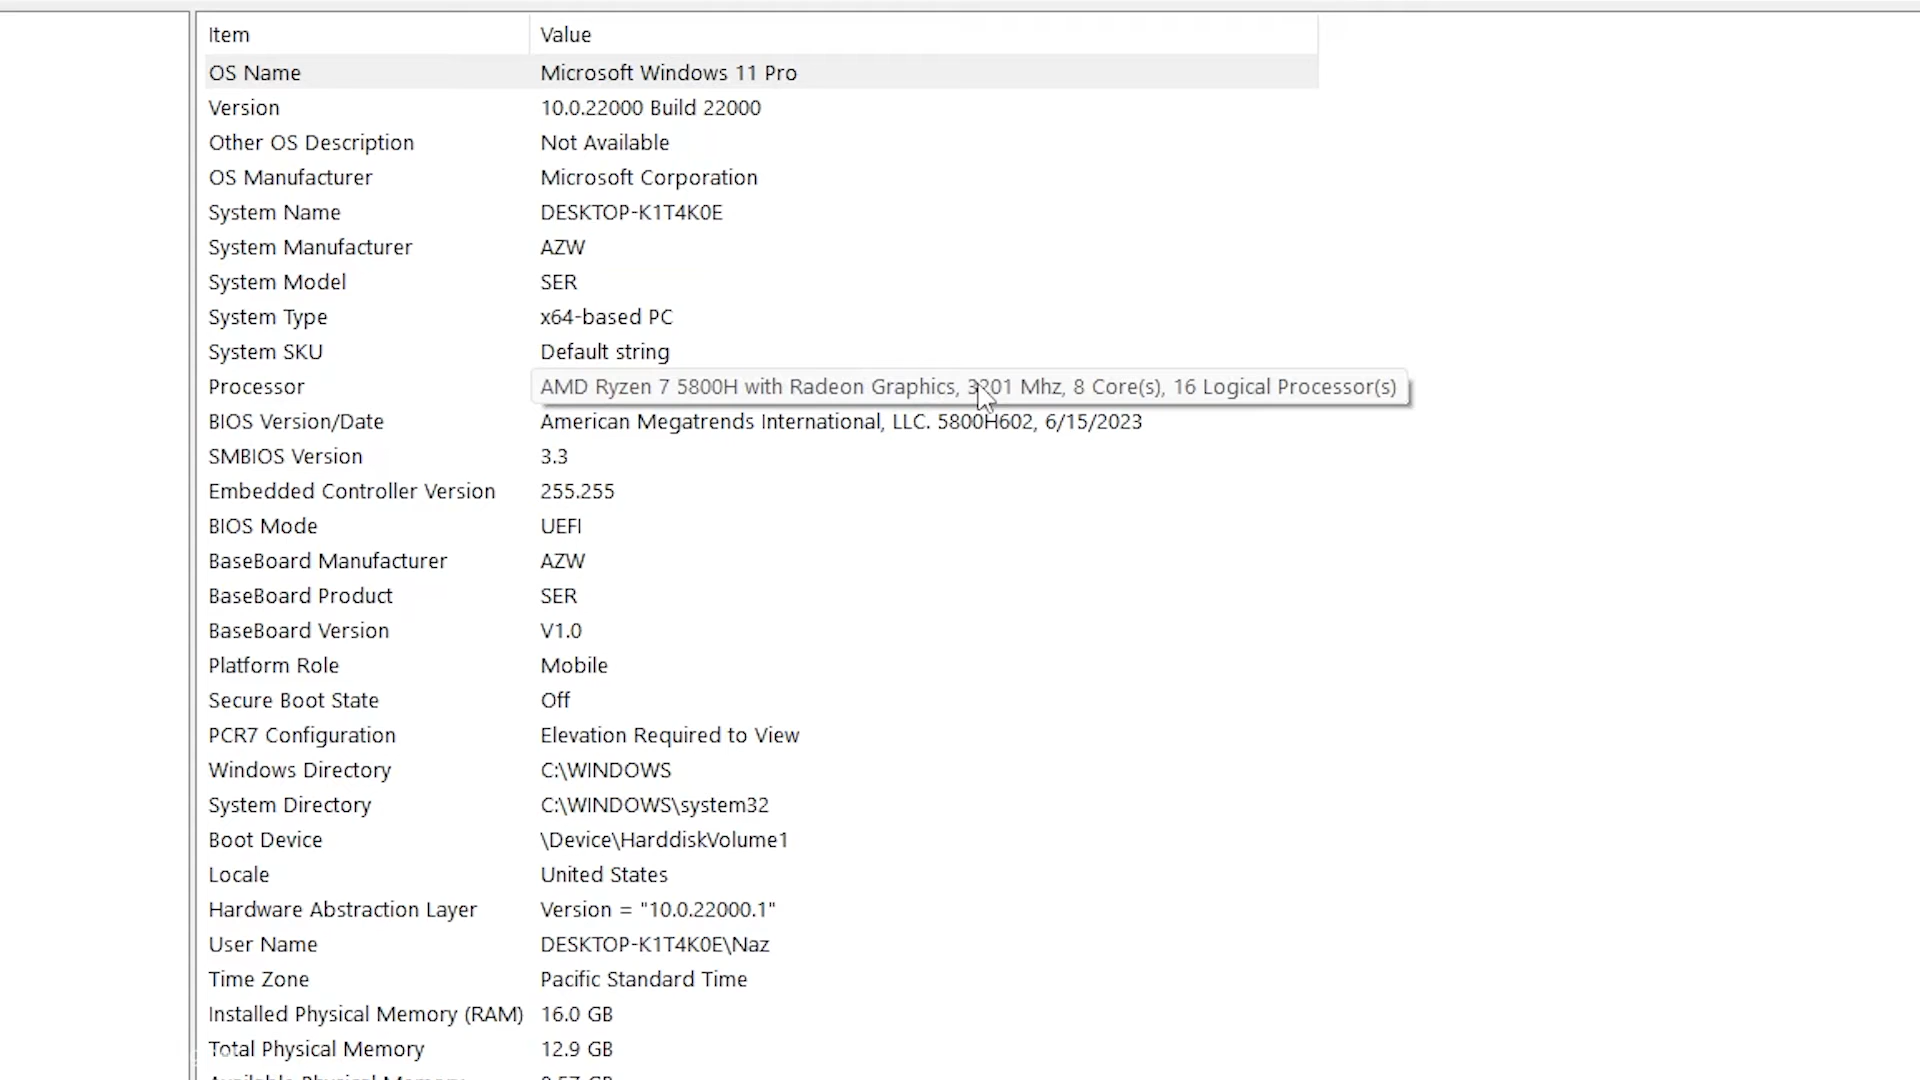 Item Value
OS Name Microsoft Windows 11 Pro
Version 10.0.22000 Build 22000
Other OS Description Not Available
OS Manufacturer Microsoft Corporation
System Name DESKTOP-K1T4K0E
System Manufacturer AZW
System Model SER
System Type x64-based PC
System SKU Default string
Processor AMD Ryzen 7 5800H with Radeon Graphics, 3201 Mhz, 8 Core(s), 16 Logical Processor(s)
BIOS Version/Date American Megatrends International, LLC. 5800H602, 6/15/2023
SMBIOS Version 3.3
Embedded Controller Version 255.255
BIOS Mode UEFI
BaseBoard Manufacturer AZW
BaseBoard Product SER
BaseBoard Version V1.0
Platform Role Mobile
Secure Boot State Off
PCR7 Configuration Elevation Required to View
Windows Directory C:\WINDOWS
System Directory C:\WINDOWS\system32
Boot Device \Device\HarddiskVolume1
Locale United States
Hardware Abstraction Layer Version = "10.0.22000.1"
User Name DESKTOP-K1T4K0E\Naz
Time Zone Pacific Standard Time
Installed Physical Memory (RAM) 16.0 GB
Total Physical Memory 12.9 GB